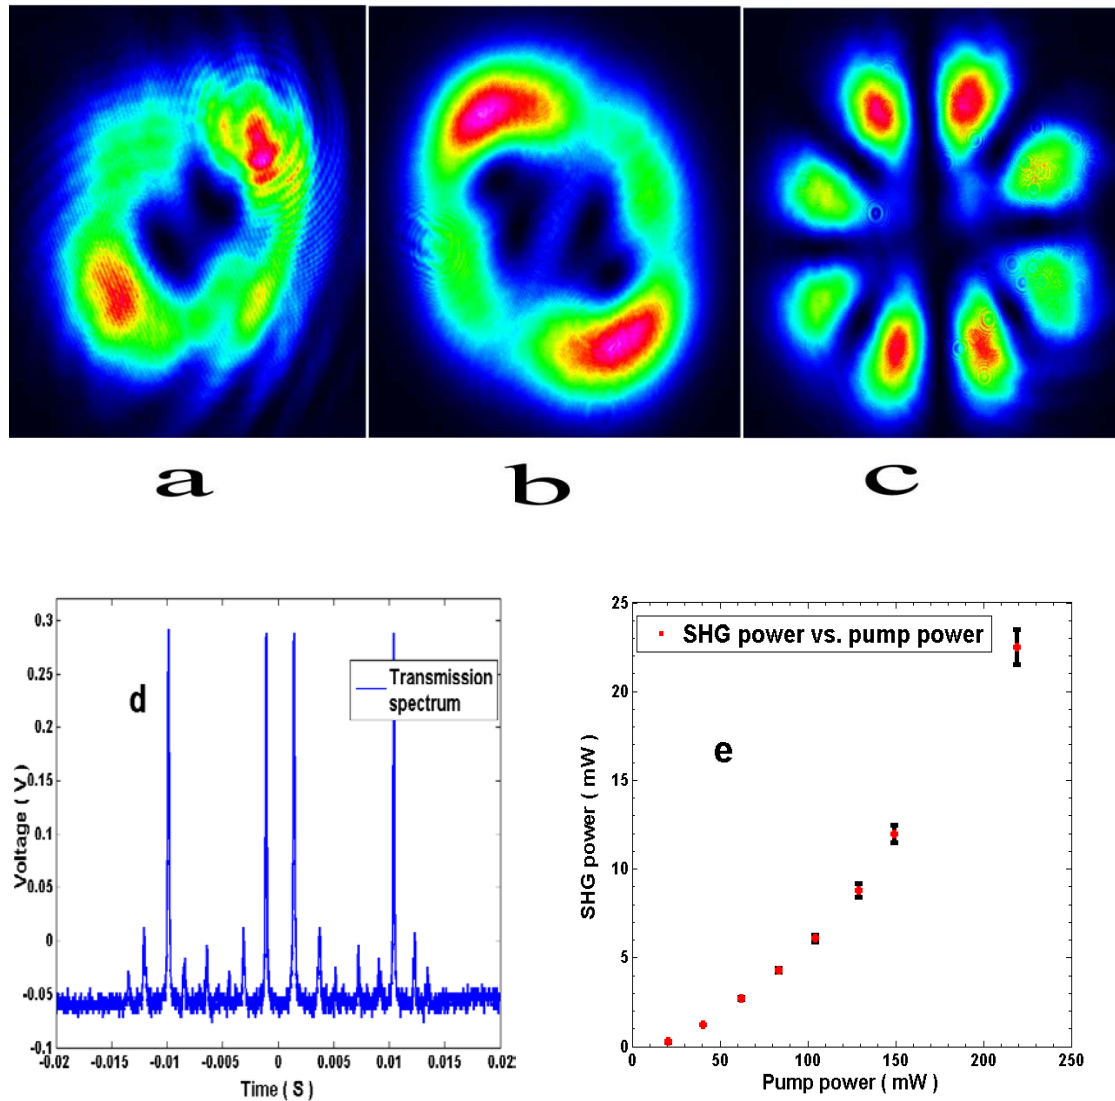 a b c
0.3
0.25
0.2
0.15
0.1
0.05
0
-0.05
-0.1
Voltage ( V )
d
Transmission
spectrum
-0.02 -0.015 -0.01 -0.005 0 0.005 0.01 0.015 0.02
Time ( S )
25
20
15
10
5
0
SHG power ( mW )
SHG power vs. pump power
e
0 50 100 150 200 250
Pump power ( mW )